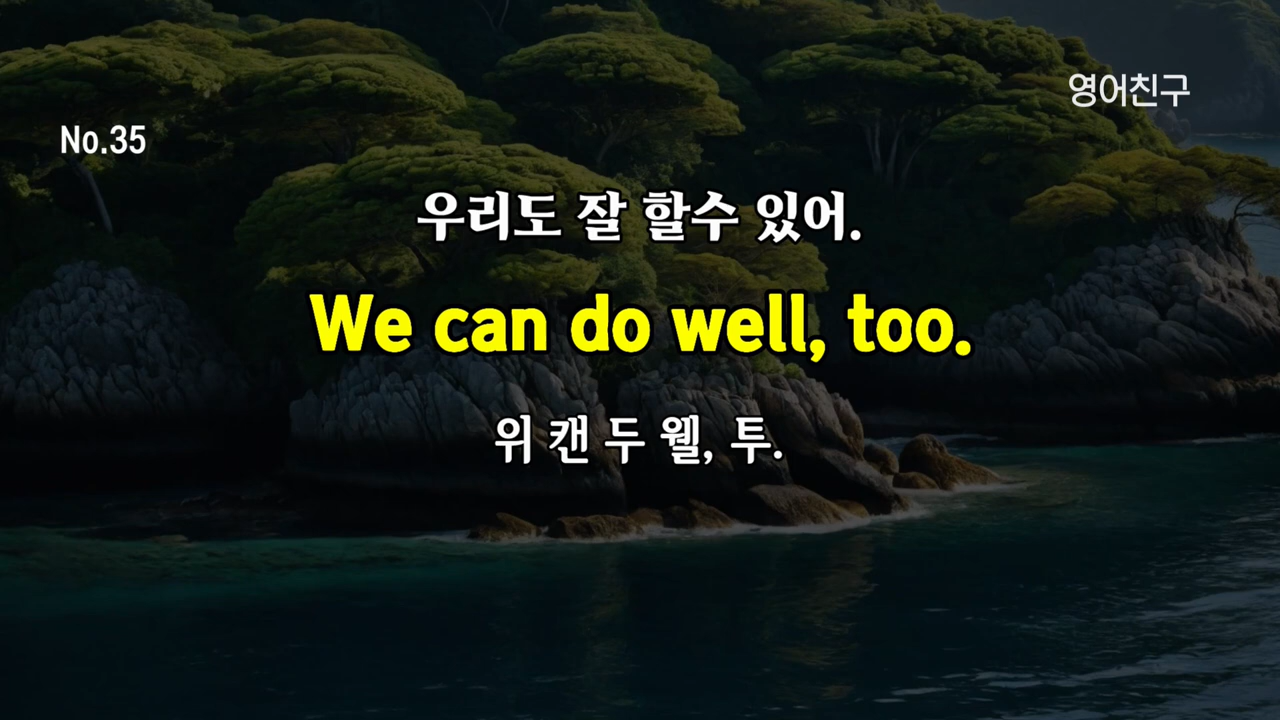 영어친구
No.35
우리도 잘 할수 있어.
We can do well, too.
위 캔 두 웰, 투.